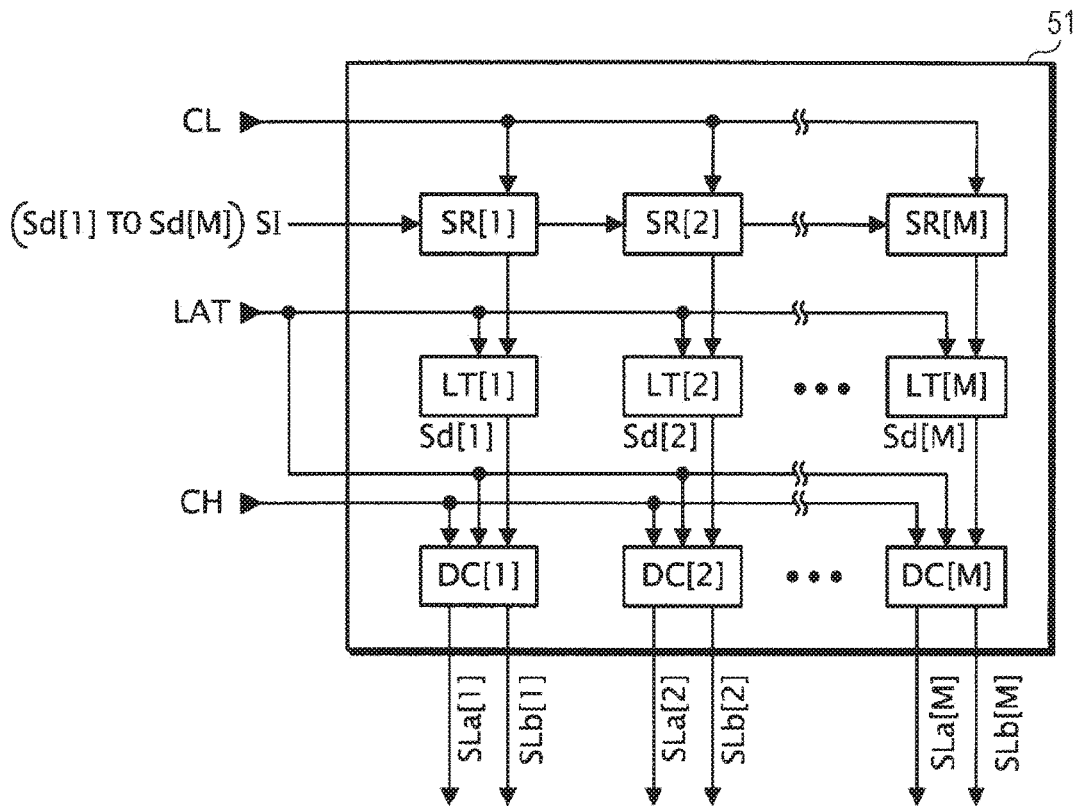 51
CL
(Sd[1] TO Sd[M]) SI
SR[1]
SR[2]
SR[M]
LAT
LT[1]
LT[2]
LT[M]
Sd[1]
Sd[2]
Sd[M]
CH
DC[1]
DC[2]
DC[M]
SLa[1]
SLb[1]
SLa[2]
SLb[2]
SLa[M]
SLb[M]